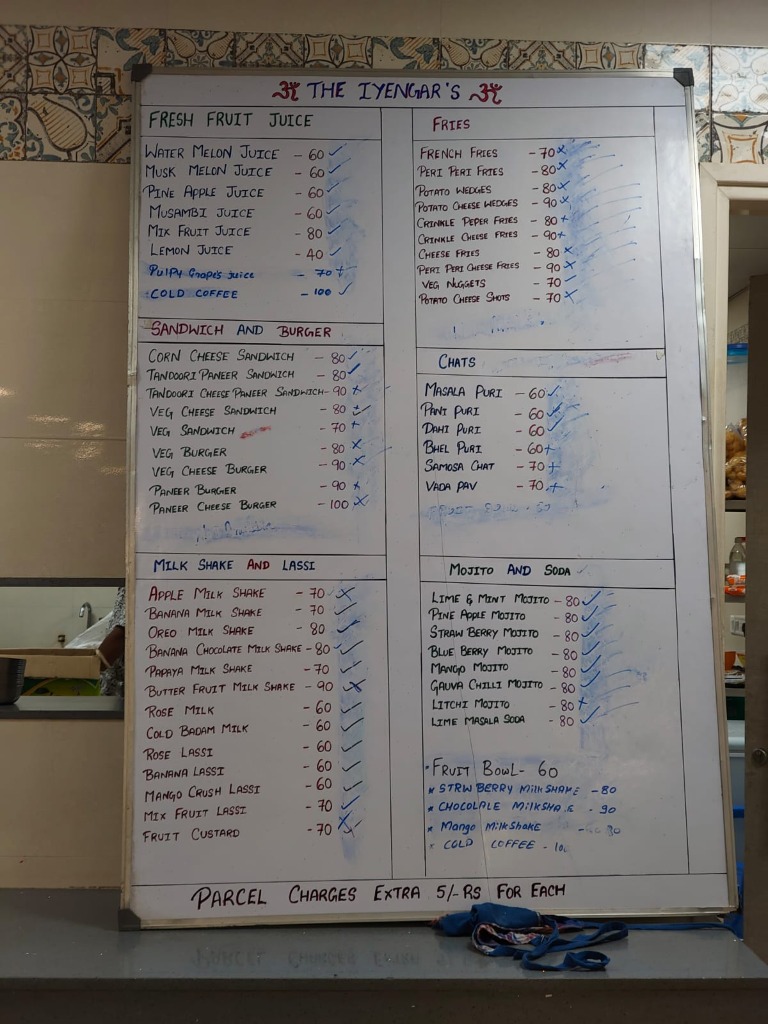 ॐ THE IYENGAR'S ॐ
FRESH FRUIT JUICE
WATER MELON JUICE - 60 ✓
MUSK MELON JUICE - 60 ✓
PINE APPLE JUICE - 60 ✓
MUSAMBI JUICE - 60 ✓
MIX FRUIT JUICE - 80 ✓
LEMON JUICE - 40 ✓
PulPy Grapes Juice - 70 +
COLD COFFEE - 100 ✓
SANDWICH AND BURGER
CORN CHEESE SANDWICH - 80 ✓
TANDOORI PANEER SANDWICH - 80 ✓
TANDOORI CHEESE PANEER SANDWICH - 90 +
VEG CHEESE SANDWICH - 80 ✓
VEG SANDWICH - 70 +
VEG BURGER - 80 x
VEG CHEESE BURGER - 90 x
PANEER BURGER - 90 +
PANEER CHEESE BURGER - 100 x
MILK SHAKE AND LASSI
APPLE MILK SHAKE - 70 x
BANANA MILK SHAKE - 70 ✓
OREO MILK SHAKE - 80 ✓
BANANA CHOCOLATE MILK SHAKE - 80 ✓
PAPAYA MILK SHAKE - 70 ✓
BUTTER FRUIT MILK SHAKE - 90 x
ROSE MILK - 60 ✓
COLD BADAM MILK - 60 ✓
ROSE LASSI - 60 ✓
BANANA LASSI - 60 ✓
MANGO CRUSH LASSI - 60 ✓
MIX FRUIT LASSI - 70 ✓
FRUIT CUSTARD - 70 x
FRIES
FRENCH FRIES - 70 x
PERI PERI FRIES - 80 x
POTATO WEDGES - 80 x
POTATO CHEESE WEDGES - 90 x
CRINKLE PEPER FRIES - 80 +
CRINKLE CHEESE FRIES - 90 +
CHEESE FRIES - 80 x
PERI PERI CHEESE FRIES - 90 x
VEG NUGGETS - 70 ✓
POTATO CHEESE SHOTS - 70 x
CHATS
MASALA PURI - 60 ✓
PANI PURI - 60 ✓
DAHI PURI - 60 ✓
BHEL PURI - 60 +
SAMOSA CHAT - 70 +
VADA PAV - 70 +
MOJITO AND SODA
LIME & MINT MOJITO - 80 ✓
PINE APPLE MOJITO - 80 ✓
STRAW BERRY MOJITO - 80 ✓
BLUE BERRY MOJITO - 80 ✓
MANGO MOJITO - 80 ✓
GAUVA CHILLI MOJITO - 80 ✓
LITCHI MOJITO - 80 +
LIME MASALA SODA - 80 ✓
• FRUIT BOWL - 60
* STRW BERRY MilKSHAKE - 80
* CHOCOLALE MILKSHAKE - 90
* Mango MilkShake
* COLD COFFEE
PARCEL CHARGES EXTRA 5/- RS FOR EACH